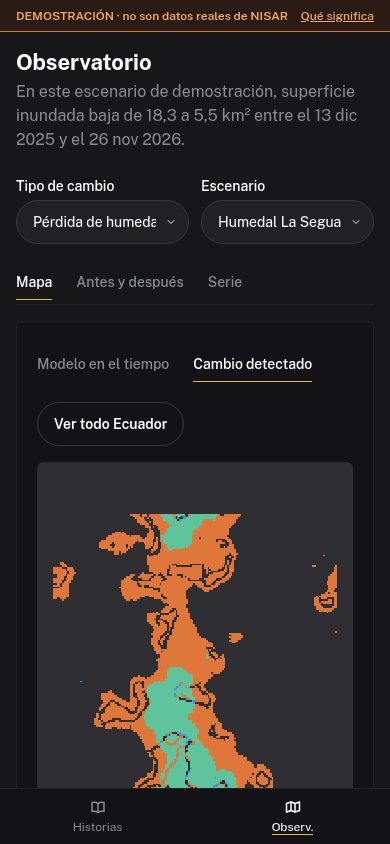 DEMOSTRACIÓN · no son datos reales de NISAR Qué significa
Observatorio
En este escenario de demostración, superficie
inundada baja de 18,3 a 5,5 km² entre el 13 dic
2025 y el 26 nov 2026.
Tipo de cambio Escenario
Pérdida de humeda Humedal La Segua
Mapa Antes y después Serie
Modelo en el tiempo Cambio detectado
Ver todo Ecuador
Historias Observ.